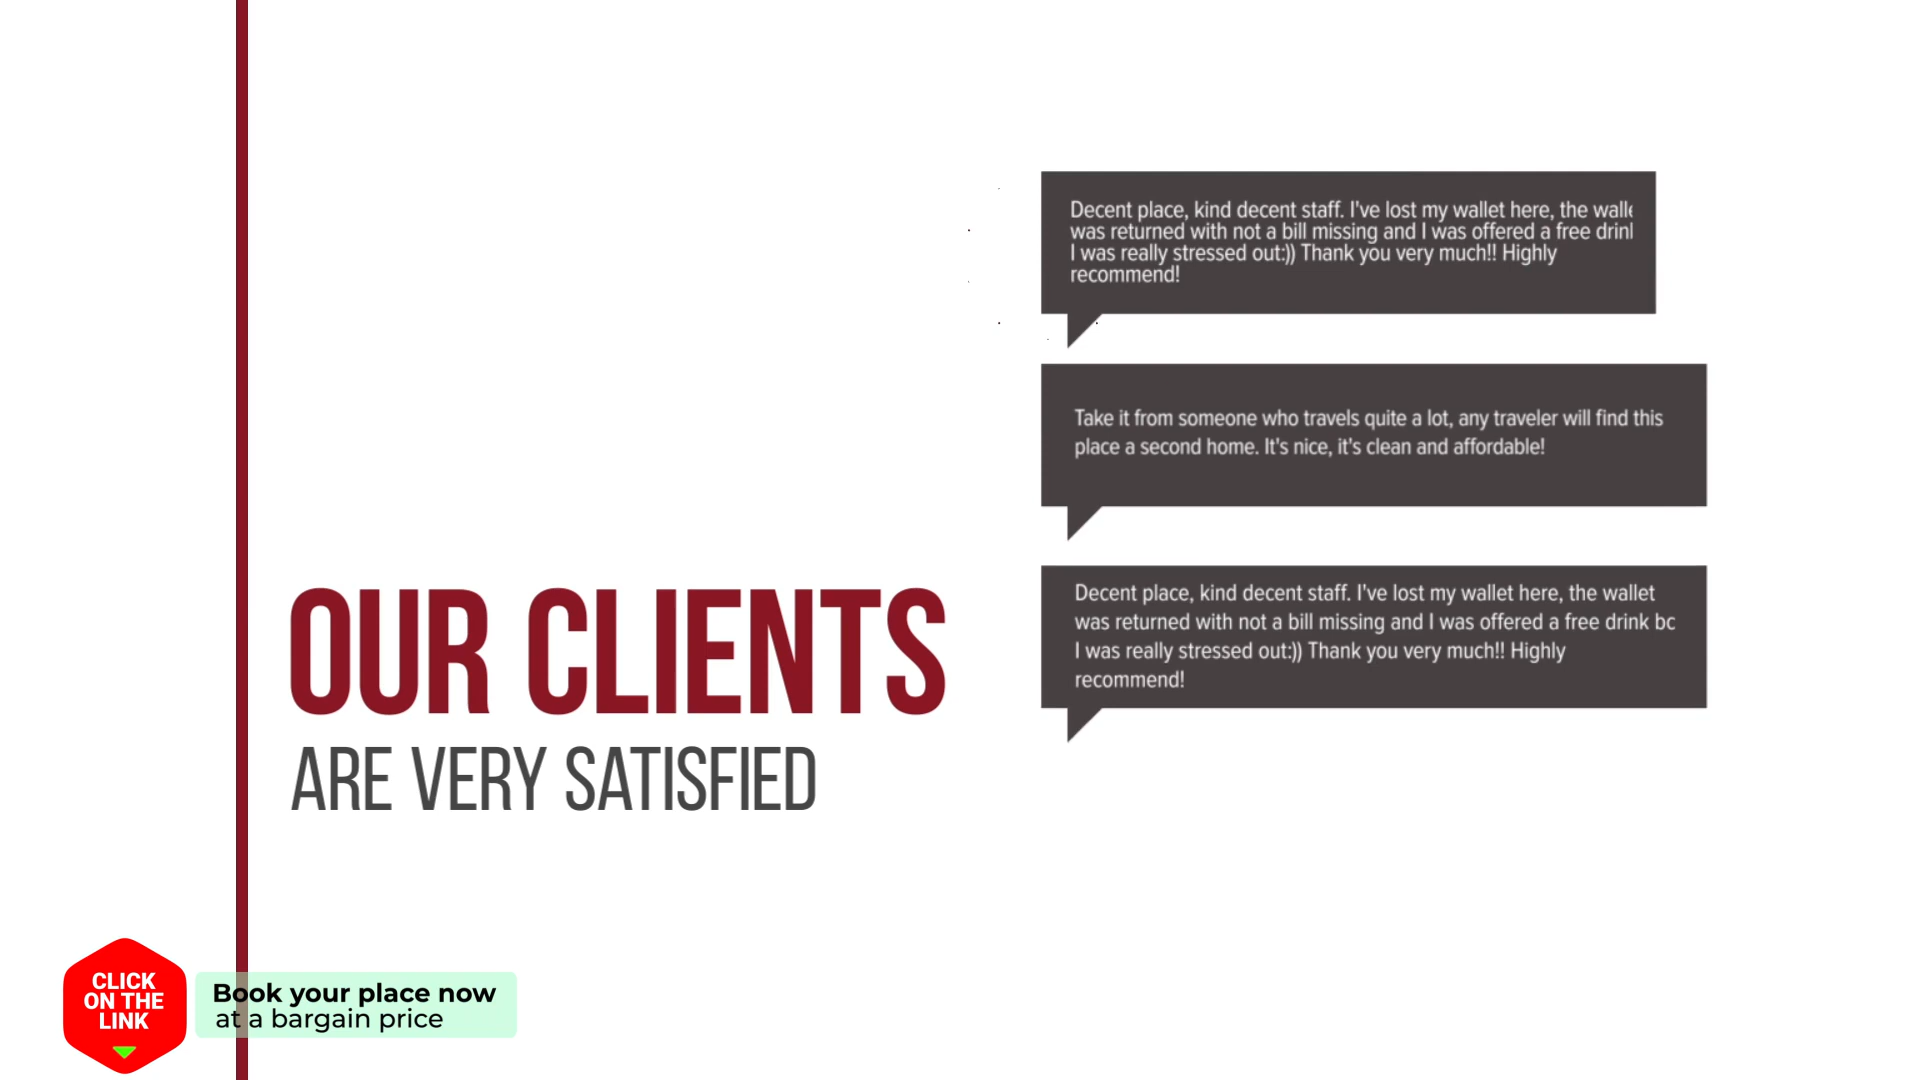 Decent place, kind decent staff. I've lost my wallet here, the
was returned with not a bill missing and I was offered a free
I was really stressed out:)) Thank you very much!! Highly
recommend!
Take it from someone who travels quite a lot, any traveler will find this
place a second home. It's nice, it's clean and affordable!
Decent place, kind decent staff. I've lost my wallet here, the wallet
was returned with not a bill missing and I was offered a free drink bc
I was really stressed out:)) Thank you very much!! Highly
recommend!
OUR CLIENTS
ARE VERY SATISFIED
CLICK
ON THE
LINK
Book your place now
at a bargain price